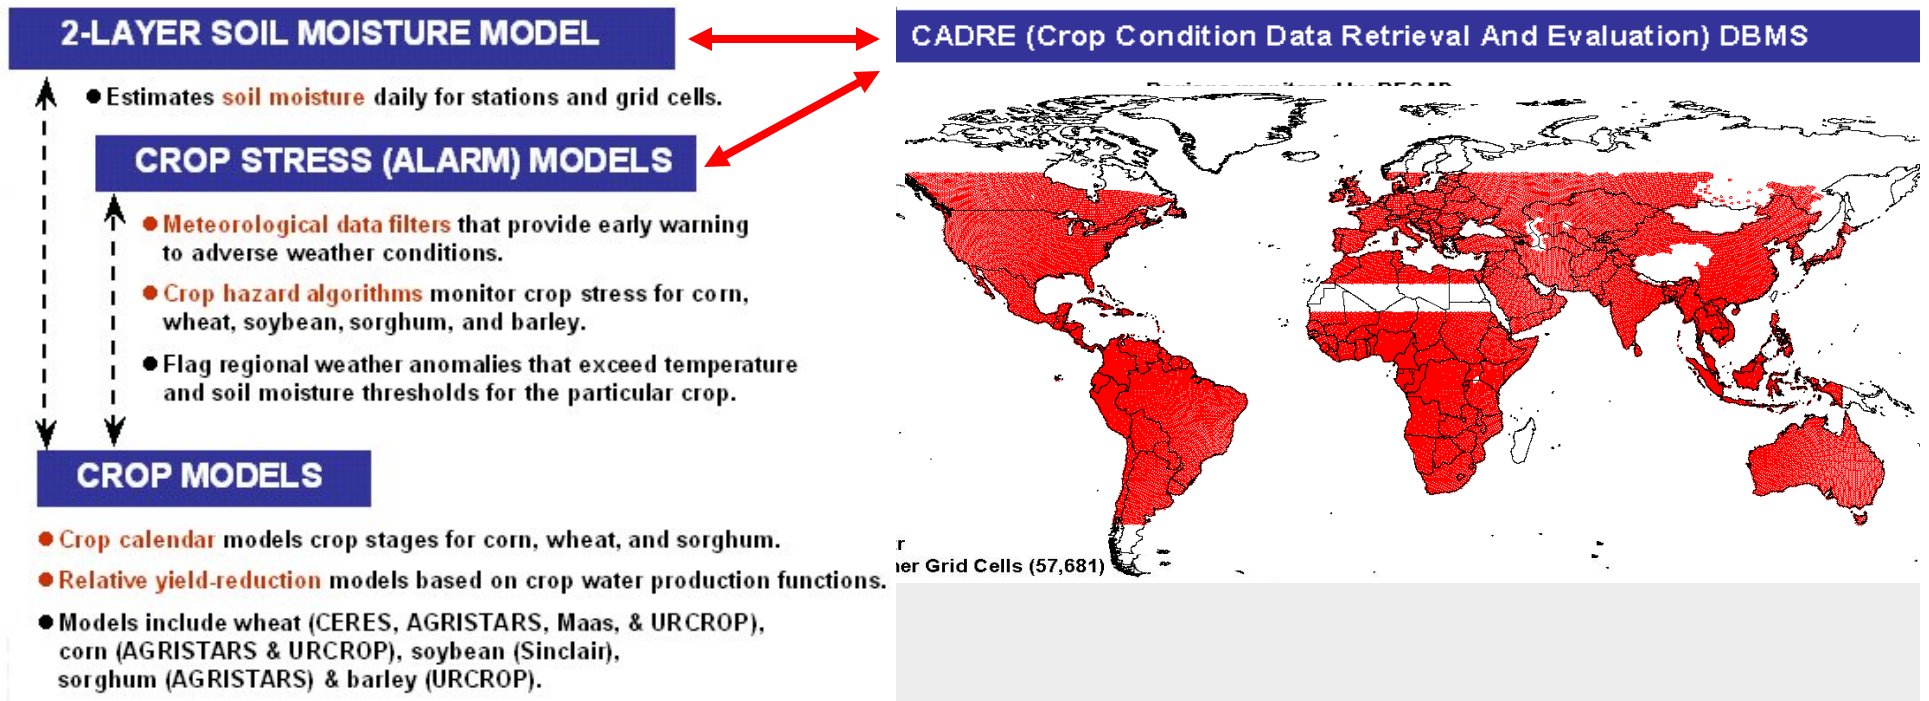 2-LAYER SOIL MOISTURE MODEL
● Estimates soil moisture daily for stations and grid cells.
CROP STRESS (ALARM) MODELS
● Meteorological data filters that provide early warning
to adverse weather conditions.
● Crop hazard algorithms monitor crop stress for corn,
wheat, soybean, sorghum, and barley.
● Flag regional weather anomalies that exceed temperature
and soil moisture thresholds for the particular crop.
CROP MODELS
● Crop calendar models crop stages for corn, wheat, and sorghum.
● Relative yield-reduction models based on crop water production functions.
● Models include wheat (CERES, AGRISTARS, Maas, & URCROP),
corn (AGRISTARS & URCROP), soybean (Sinclair),
sorghum (AGRISTARS) & barley (URCROP).
CADRE (Crop Condition Data Retrieval And Evaluation) DBMS
er Grid Cells (57,681)